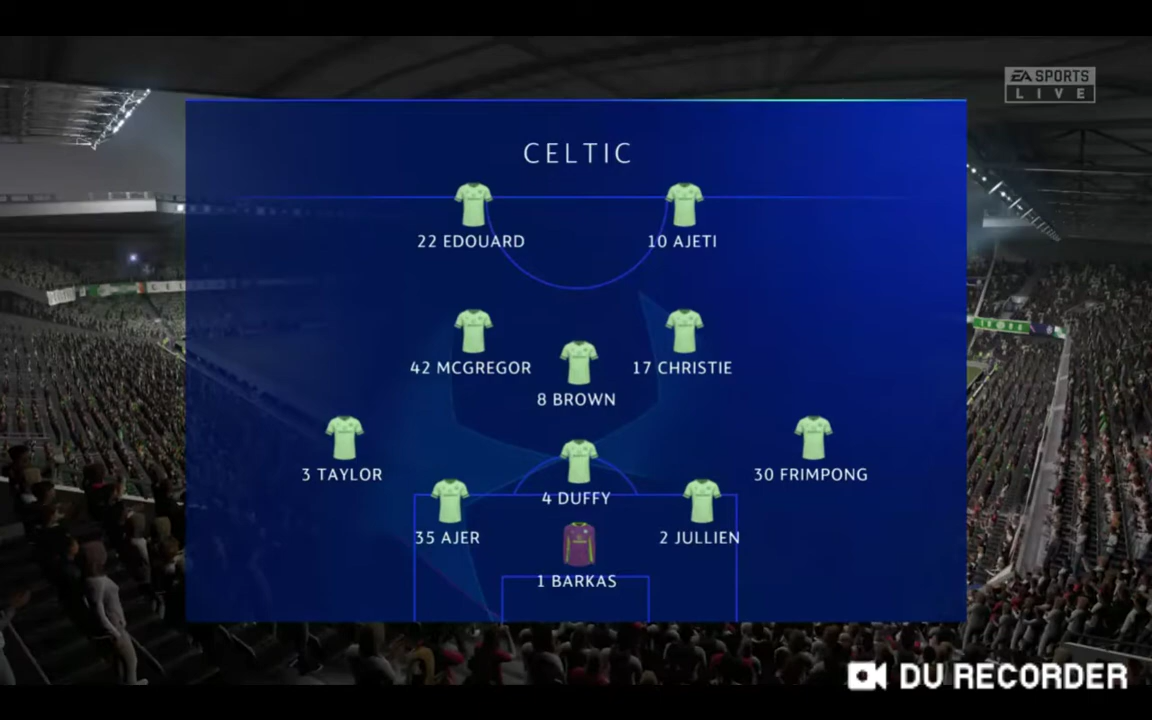 EA SPORTS
LIVE
CELTIC
22 EDOUARD
10 AJETI
42 MCGREGOR
17 CHRISTIE
8 BROWN
3 TAYLOR
30 FRIMPONG
4 DUFFY
35 AJER
2 JULLIEN
1 BARKAS
DU RECORDER